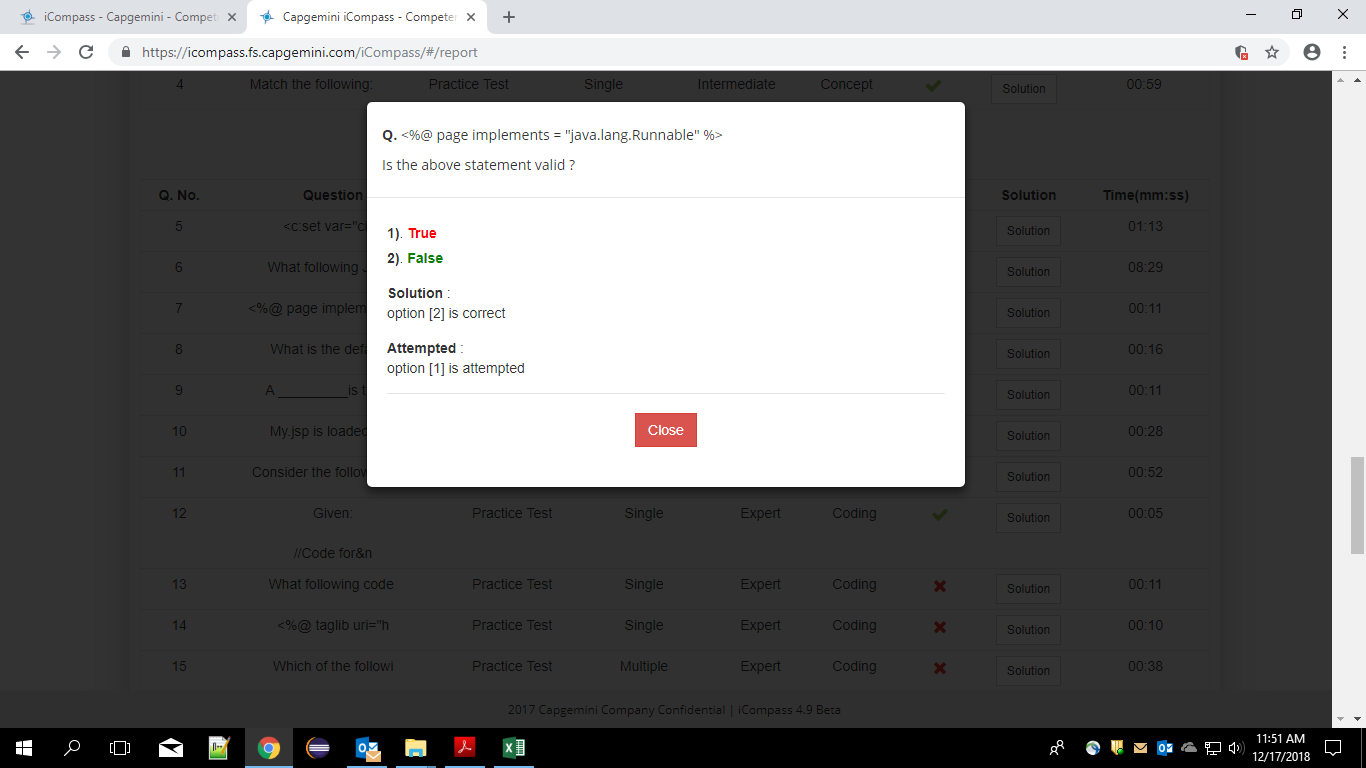 iCompass - Capgemini - Compet
Capgemini iCompass - Competer
https://icompass.fs.capgemini.com/iCompass/#/report
4 Match the following: Practice Test Single Intermediate Concept Solution 00:59
Q. <%@ page implements = "java.lang.Runnable" %>
Is the above statement valid ?
1). True
2). False
Solution :
option [2] is correct
Attempted :
option [1] is attempted
Close
Q. No. Question Solution Time(mm:ss)
5 <c:set var="ci Solution 01:13
6 What following Solution 08:29
7 <%@ page implem Solution 00:11
8 What is the def Solution 00:16
9 A _________is t Solution 00:11
10 My.jsp is loaded Solution 00:28
11 Consider the follow Solution 00:52
12 Given: Practice Test Single Expert Coding Solution 00:05
//Code for&n
13 What following code Practice Test Single Expert Coding Solution 00:11
14 <%@ taglib uri="h Practice Test Single Expert Coding Solution 00:10
15 Which of the followi Practice Test Multiple Expert Coding Solution 00:38
2017 Capgemini Company Confidential | iCompass 4.9 Beta
11:51 AM
12/17/2018